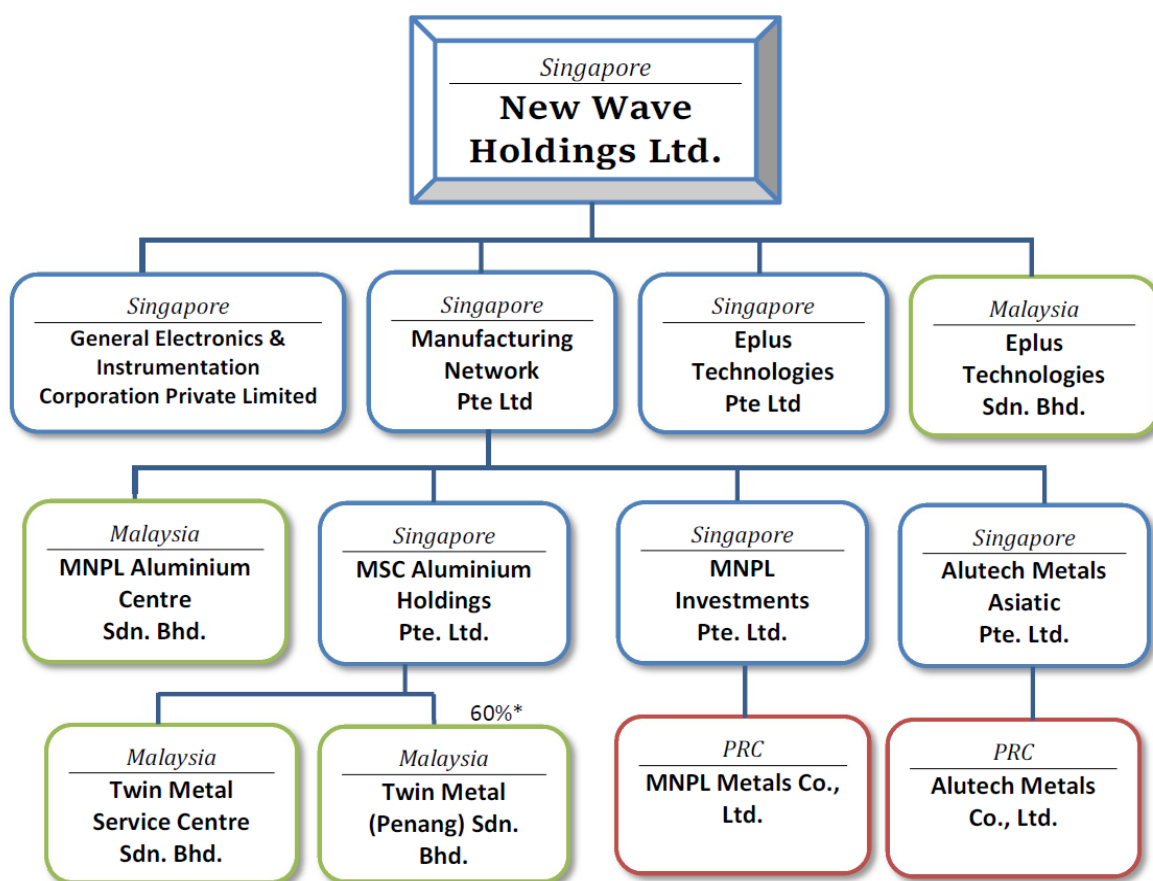 Singapore
New Wave
Holdings Ltd.
Singapore
General Electronics &
Instrumentation
Corporation Private Limited
Singapore
Manufacturing
Network
Pte Ltd
Singapore
Eplus
Technologies
Pte Ltd
Malaysia
Eplus
Technologies
Sdn. Bhd.
Malaysia
MNPL Aluminium
Centre
Sdn. Bhd.
Singapore
MSC Aluminium
Holdings
Pte. Ltd.
Singapore
MNPL
Investments
Pte. Ltd.
Singapore
Alutech Metals
Asiatic
Pte. Ltd.
Malaysia
Twin Metal
Service Centre
Sdn. Bhd.
60%*
Malaysia
Twin Metal
(Penang) Sdn.
Bhd.
PRC
MNPL Metals Co.,
Ltd.
PRC
Alutech Metals
Co., Ltd.